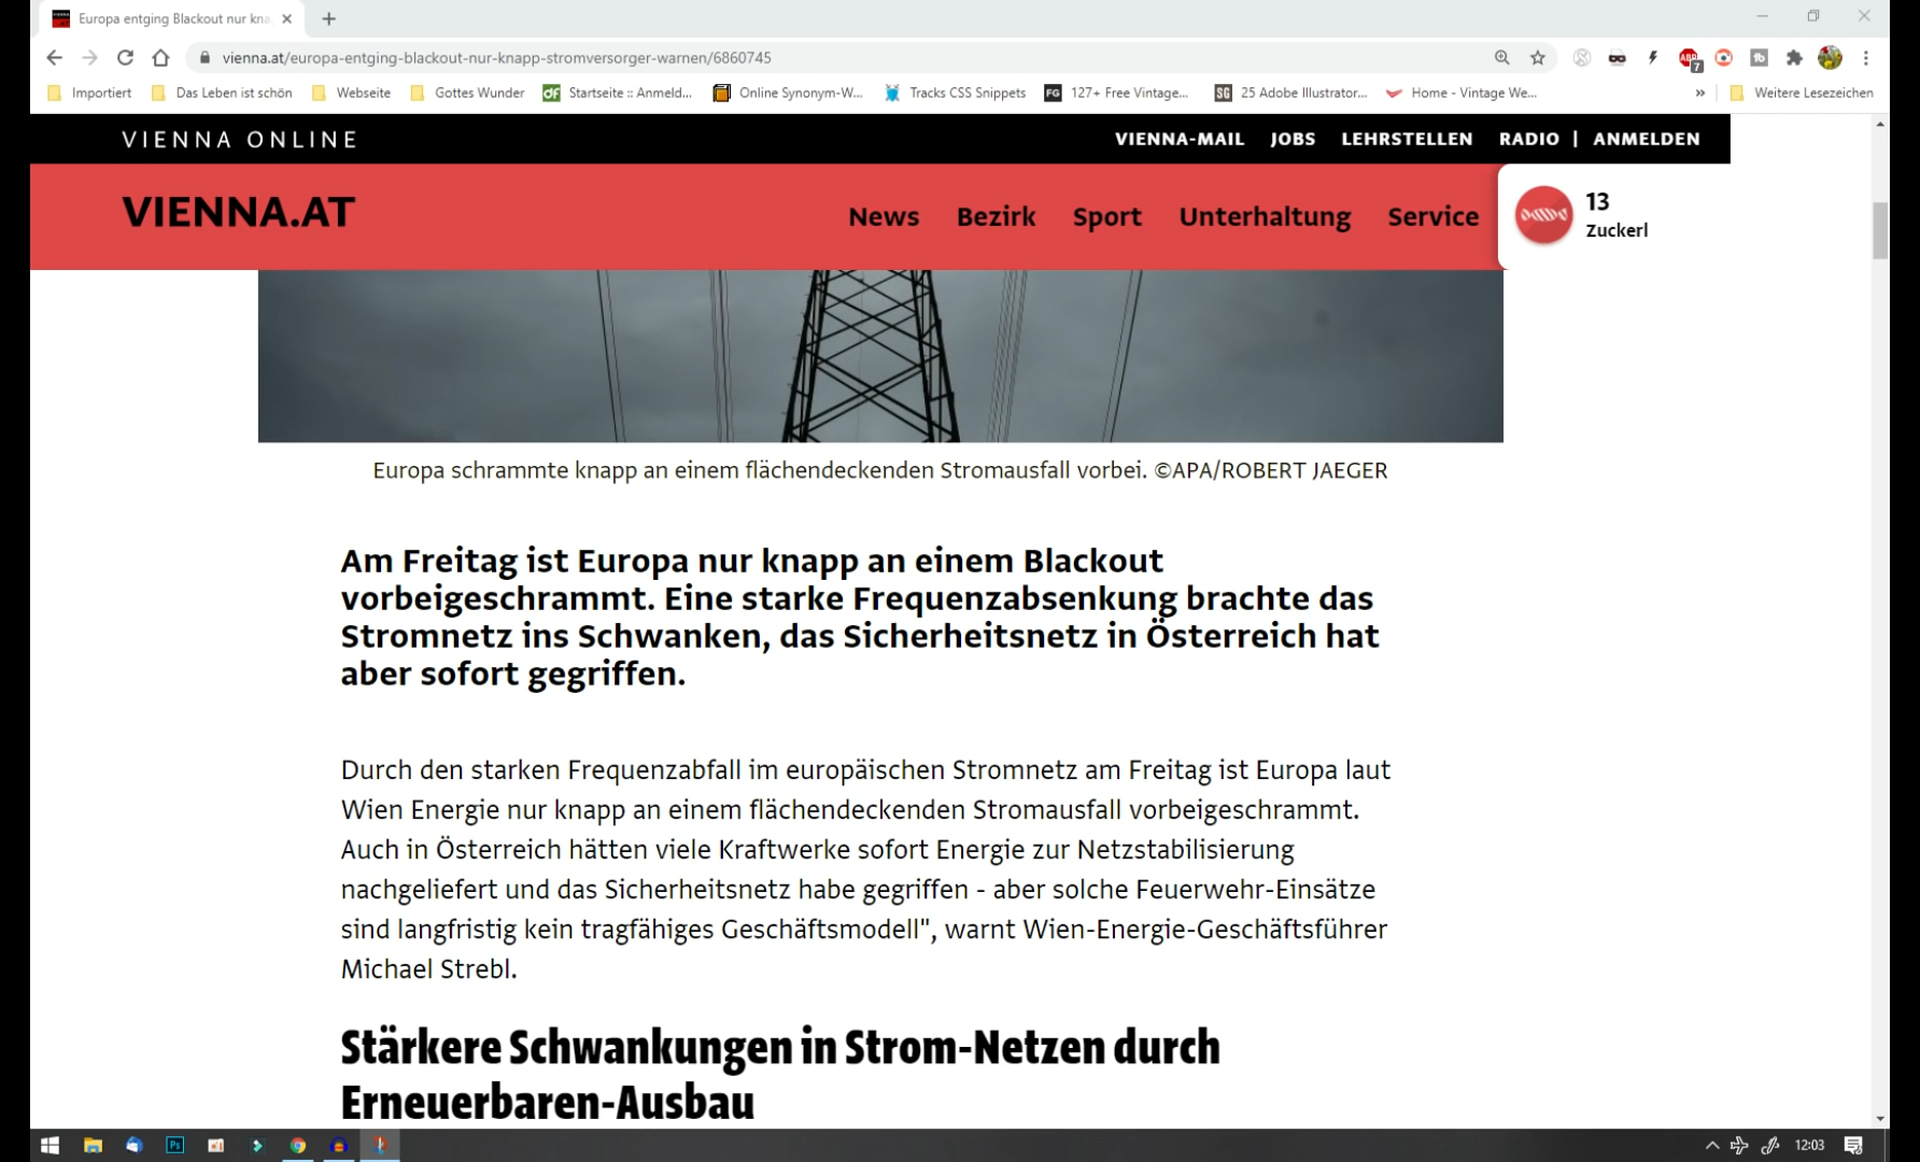 Europa entging Blackout nur kna
vienna.at/europa-entging-blackout-nur-knapp-stromversorger-warnen/6860745
ABP
7
Importiert
Das Leben ist schön
Webseite
Gottes Wunder
Startseite :: Anmeld...
Online Synonym-W...
Tracks CSS Snippets
FG
127+ Free Vintage...
SG
25 Adobe Illustrator...
Home - Vintage We...
»
Weitere Lesezeichen
VIENNA ONLINE
VIENNA-MAIL JOBS LEHRSTELLEN RADIO | ANMELDEN
VIENNA.AT
News Bezirk Sport Unterhaltung Service
13
Zuckerl
Europa schrammte knapp an einem flächendeckenden Stromausfall vorbei. ©APA/ROBERT JAEGER
Am Freitag ist Europa nur knapp an einem Blackout
vorbeigeschrammt. Eine starke Frequenzabsenkung brachte das
Stromnetz ins Schwanken, das Sicherheitsnetz in Österreich hat
aber sofort gegriffen.
Durch den starken Frequenzabfall im europäischen Stromnetz am Freitag ist Europa laut
Wien Energie nur knapp an einem flächendeckenden Stromausfall vorbeigeschrammt.
Auch in Österreich hätten viele Kraftwerke sofort Energie zur Netzstabilisierung
nachgeliefert und das Sicherheitsnetz habe gegriffen - aber solche Feuerwehr-Einsätze
sind langfristig kein tragfähiges Geschäftsmodell", warnt Wien-Energie-Geschäftsführer
Michael Strebl.
Stärkere Schwankungen in Strom-Netzen durch
Erneuerbaren-Ausbau
Ps
12:03